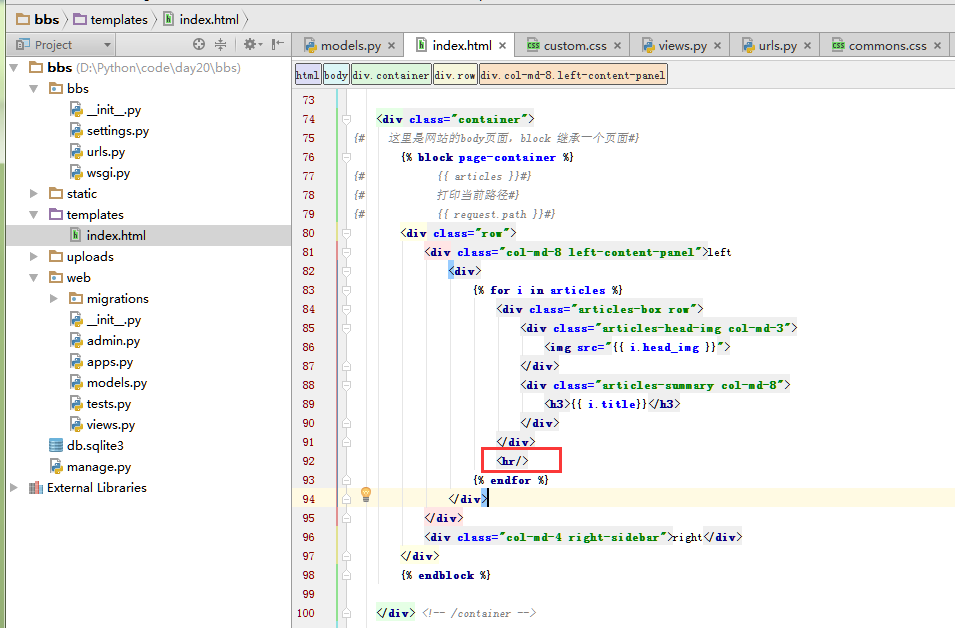 bbs templates index.html
Project
models.py index.html custom.css views.py urls.py commons.css
bbs (D:\Python\code\day20\bbs)
bbs
__init__.py
settings.py
urls.py
wsgi.py
static
templates
index.html
uploads
web
migrations
__init__.py
admin.py
apps.py
models.py
tests.py
views.py
db.sqlite3
manage.py
External Libraries
html body div.container div.row div.col-md-8.left-content-panel
73
74 <div class="container">
75 {# 这里是网站的body页面，block 继承一个页面#}
76 {% block page-container %}
77 {# {{ articles }}#}
78 {# 打印当前路径#}
79 {# {{ request.path }}#}
80 <div class="row">
81 <div class="col-md-8 left-content-panel">left
82 <div>
83 {% for i in articles %}
84 <div class="articles-box row">
85 <div class="articles-head-img col-md-3">
86 <img src="{{ i.head_img }}">
87 </div>
88 <div class="articles-summary col-md-8">
89 <h3>{{ i.title}}</h3>
90 </div>
91 </div>
92 <hr/>
93 {% endfor %}
94 </div>
95 </div>
96 <div class="col-md-4 right-sidebar">right</div>
97 </div>
98 {% endblock %}
99
100 </div> <!-- /container -->